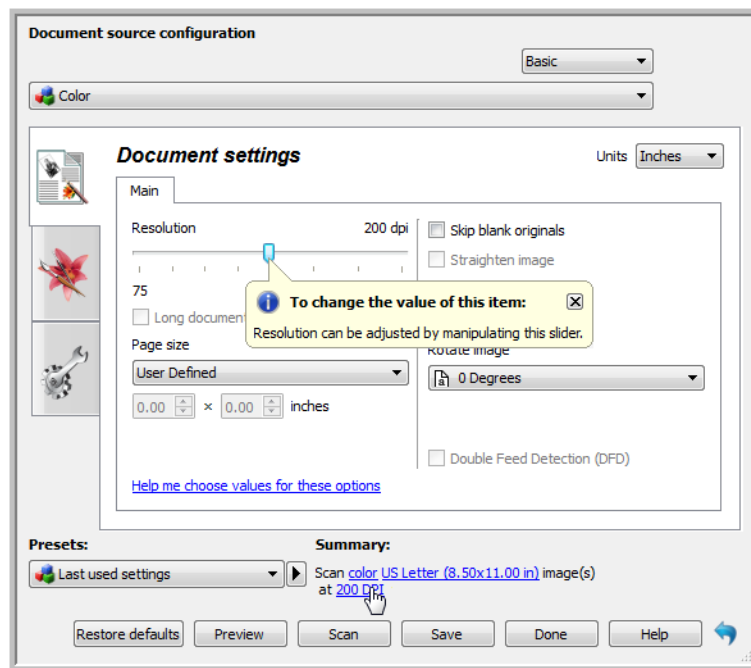 Document source configuration
Basic
Color
Document settings
Units Inches
Main
Resolution 200 dpi
Skip blank originals
Straighten image
75
To change the value of this item:
Long document
Resolution can be adjusted by manipulating this slider.
Page size
Rotate image
User Defined
a 0 Degrees
0.00 × 0.00 inches
Double Feed Detection (DFD)
Help me choose values for these options
Presets:
Summary:
Last used settings
Scan color US Letter (8.50x11.00 in) image(s)
at 200 DPI
Restore defaults Preview Scan Save Done Help